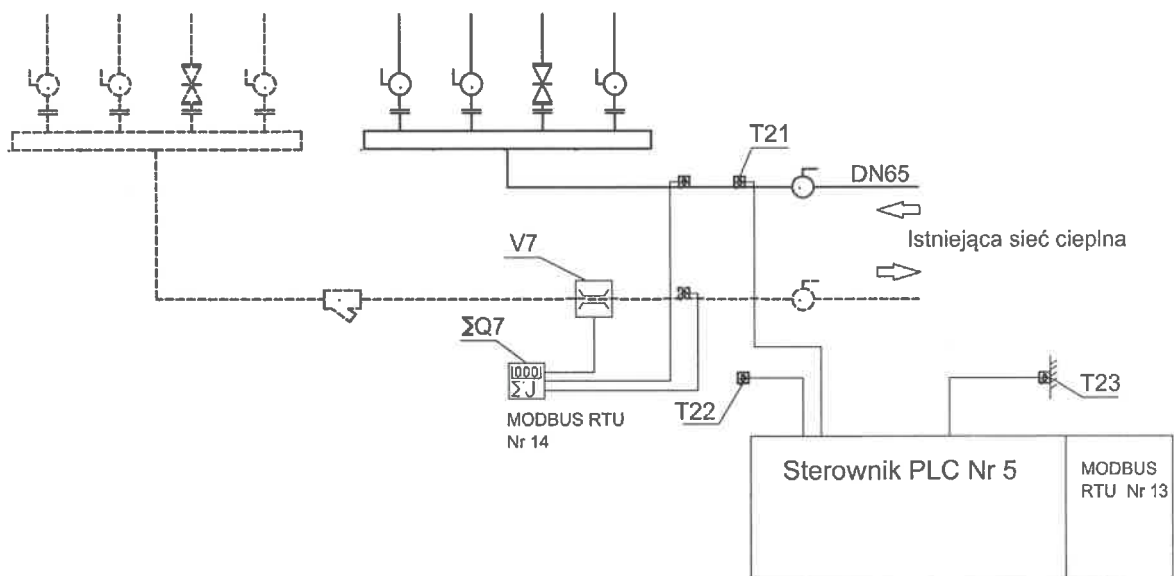 T21
DN65
Istniejąca sieć cieplna
V7
ΣQ7
000
Σ J
MODBUS RTU
Nr 14
T22
T23
Sterownik PLC Nr 5
MODBUS
RTU Nr 13